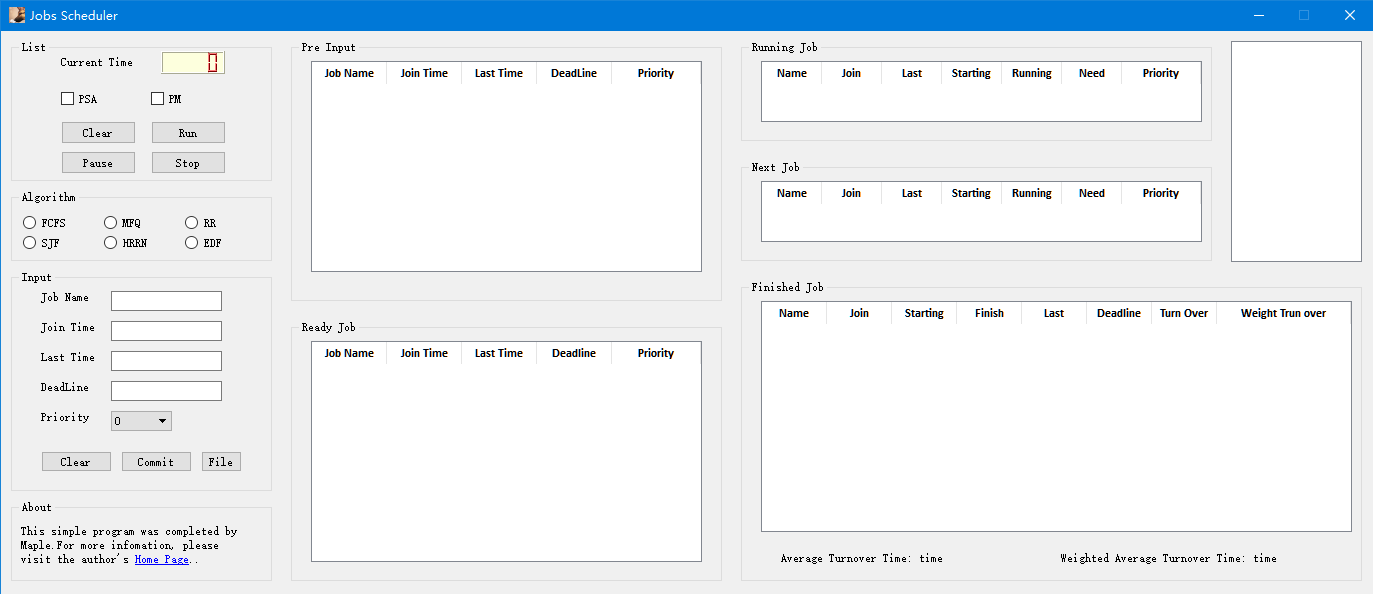 Jobs Scheduler
List
Current Time 0
PSA PM
Clear Run
Pause Stop
Algorithm
FCFS MFQ RR
SJF HRRN EDF
Input
Job Name
Join Time
Last Time
DeadLine
Priority 0
Clear Commit File
About
This simple program was completed by
Maple.For more infomation, please
visit the author's Home Page..
Pre Input
Job Name Join Time Last Time DeadLine Priority
Ready Job
Job Name Join Time Last Time Deadline Priority
Running Job
Name Join Last Starting Running Need Priority
Next Job
Name Join Last Starting Running Need Priority
Finished Job
Name Join Starting Finish Last Deadline Turn Over Weight Trun over
Average Turnover Time: time Weighted Average Turnover Time: time